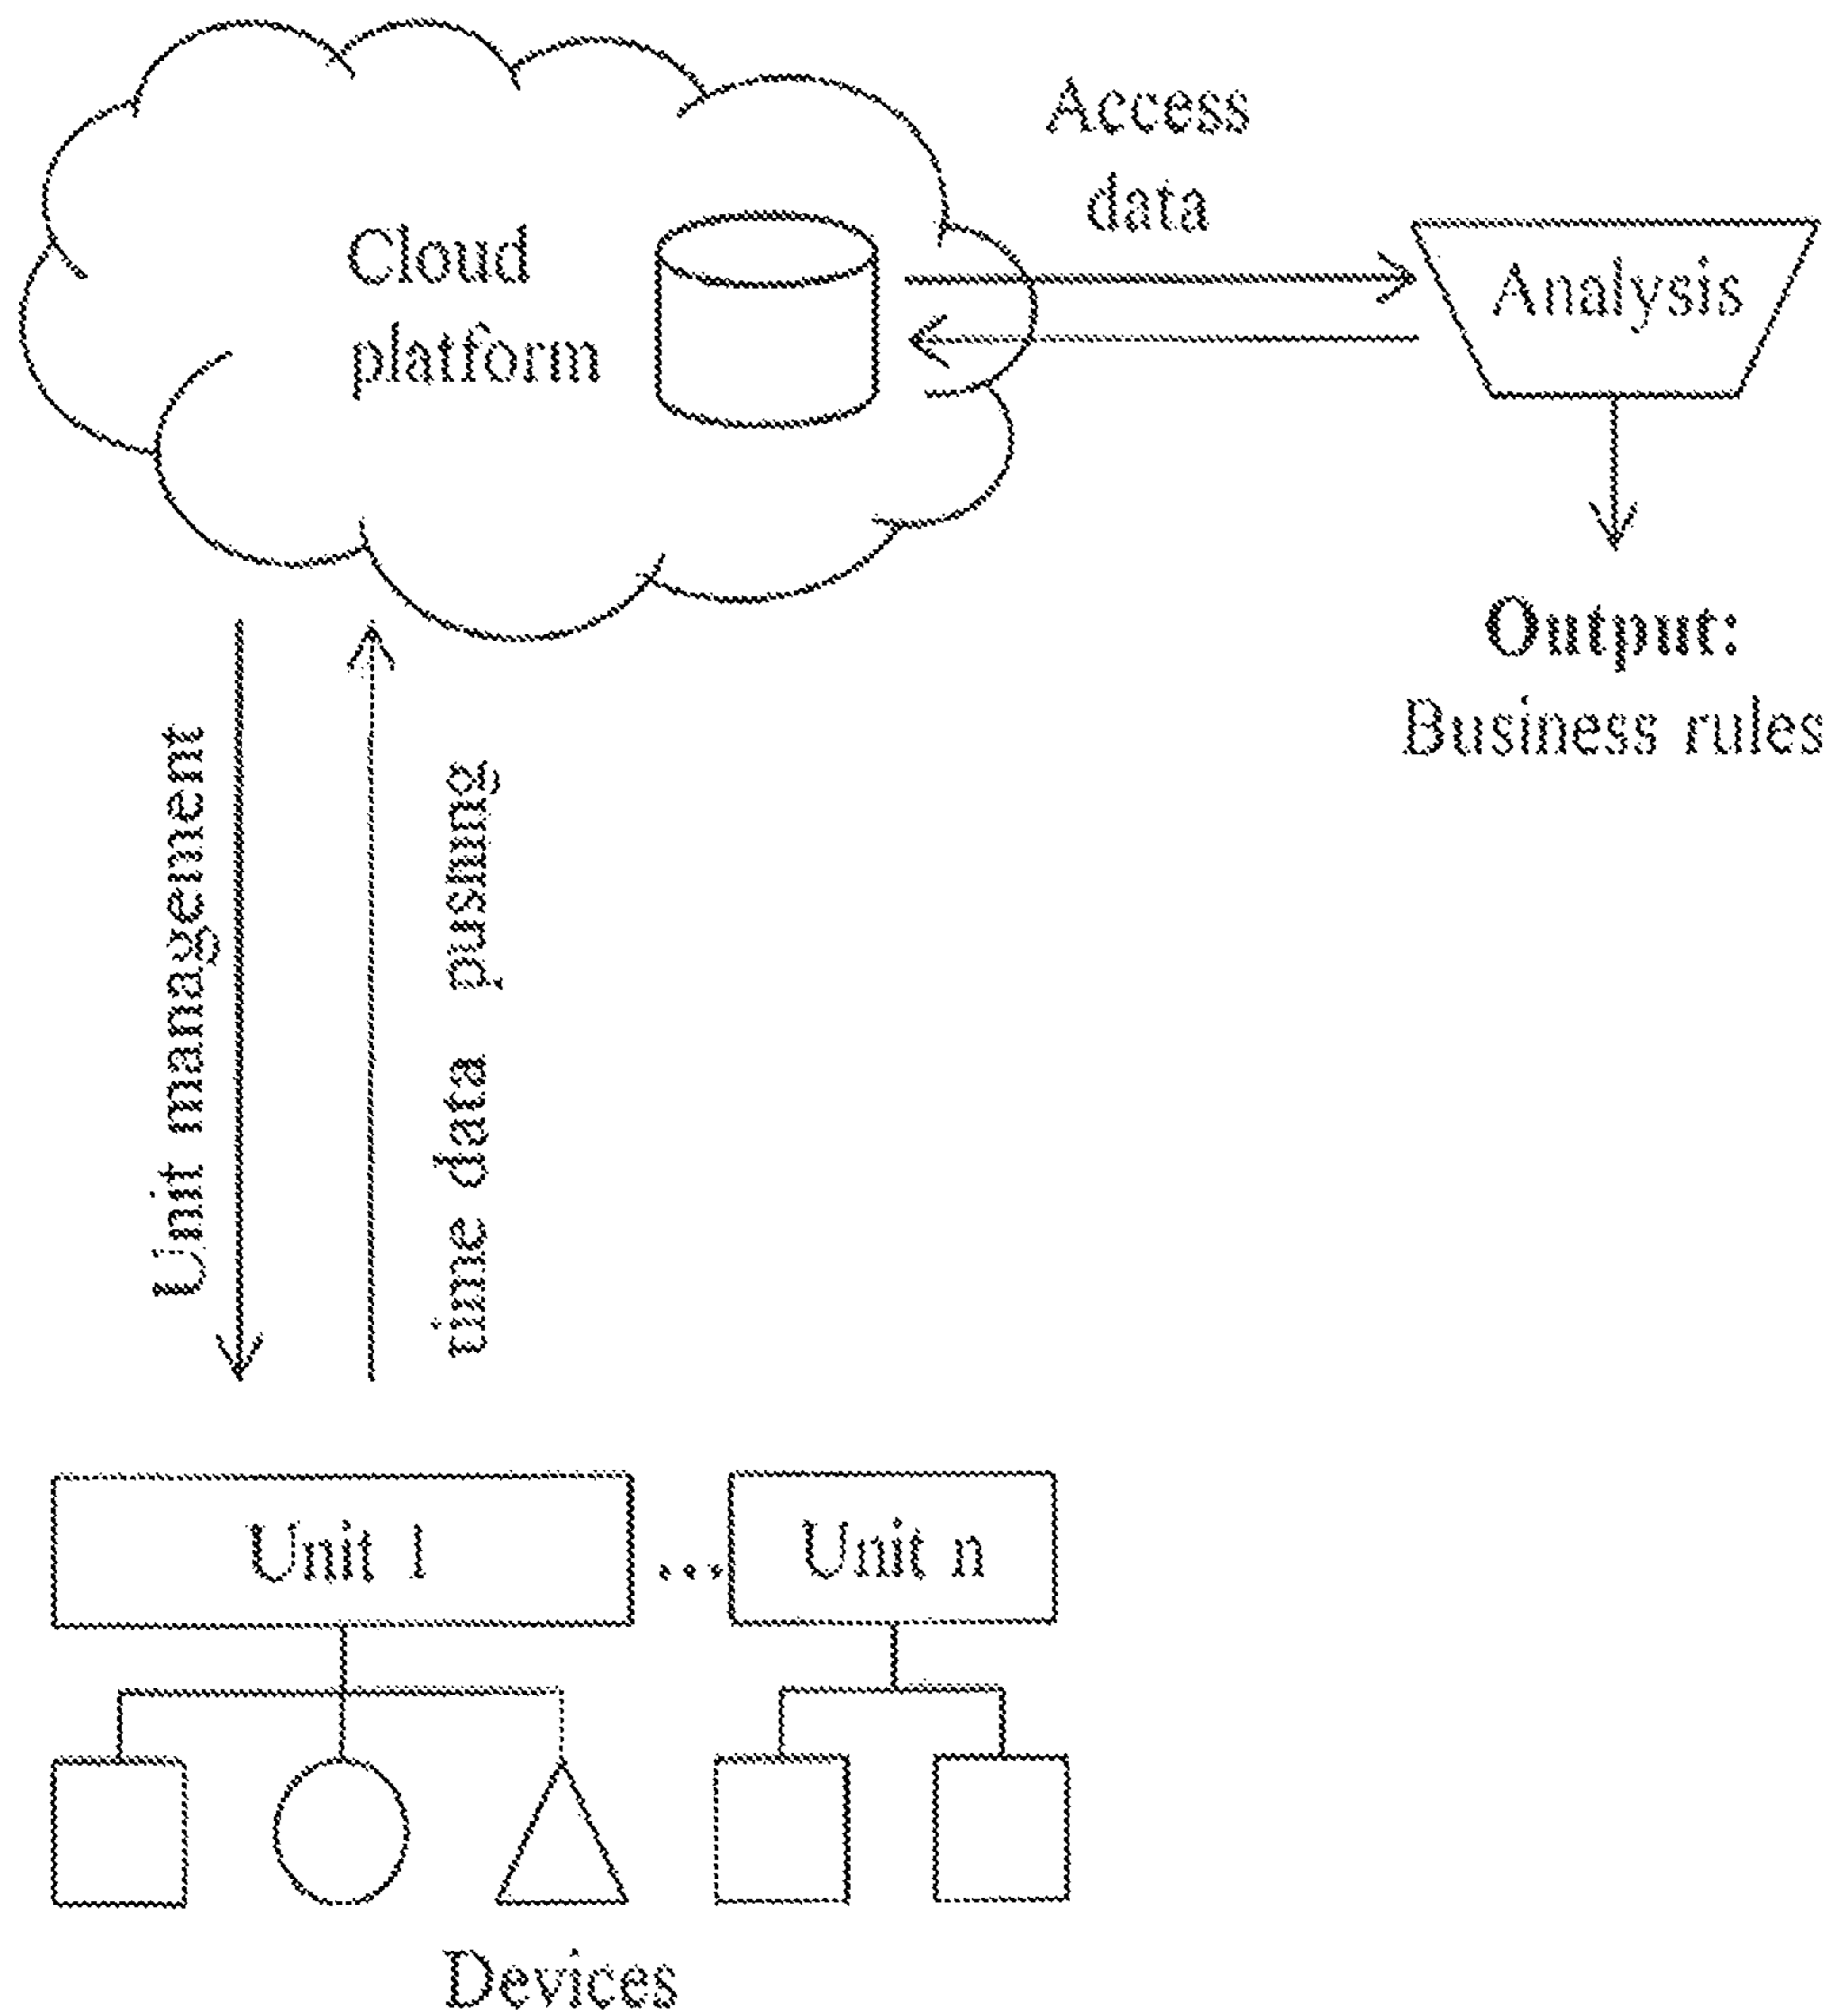 Access
data
Cloud
platform
Analysis
Output:
Business rules
Unit management
time data pushing
Unit 1
...
Unit n
Devices